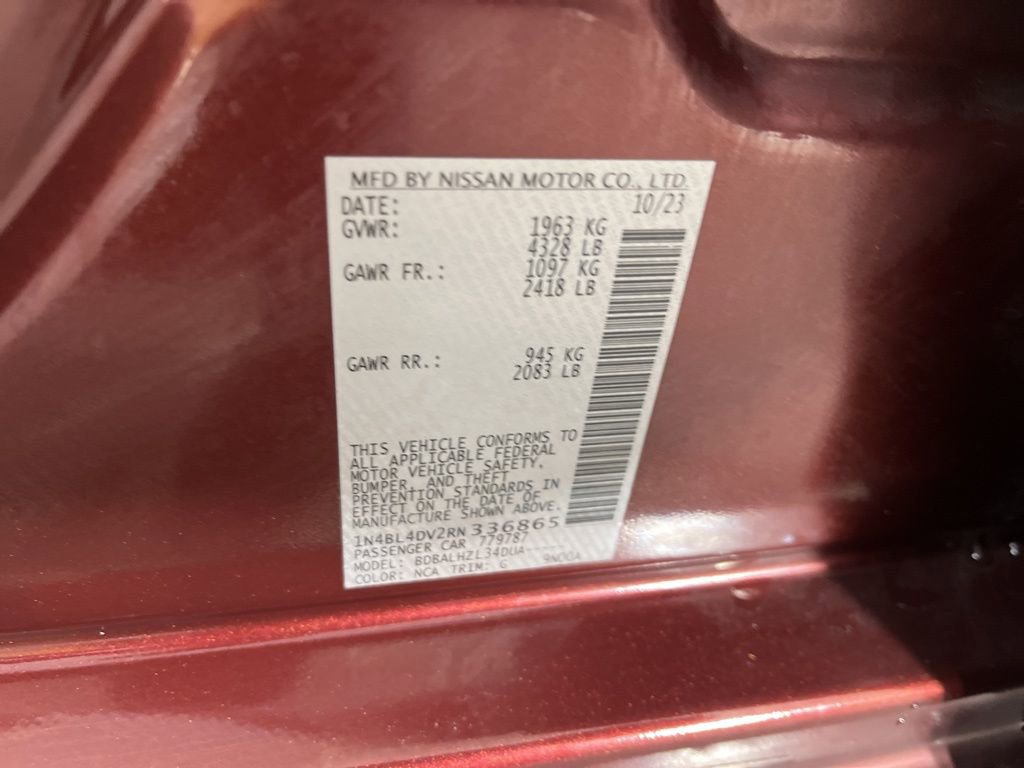 MFD BY NISSAN MOTOR CO., LTD.
DATE: 10/23
GVWR: 1963 KG
4328 LB
GAWR FR.: 1097 KG
2418 LB
GAWR RR.: 945 KG
2083 LB
THIS VEHICLE CONFORMS TO
ALL APPLICABLE FEDERAL
MOTOR VEHICLE SAFETY,
BUMPER, AND THEFT
PREVENTION STANDARDS IN
EFFECT ON THE DATE OF
MANUFACTURE SHOWN ABOVE.
1N4BL4DV2RN336865
PASSENGER CAR 779787
MODEL: BDBALHZL34DUA-----
COLOR: NCA TRIM: G 9NOOA